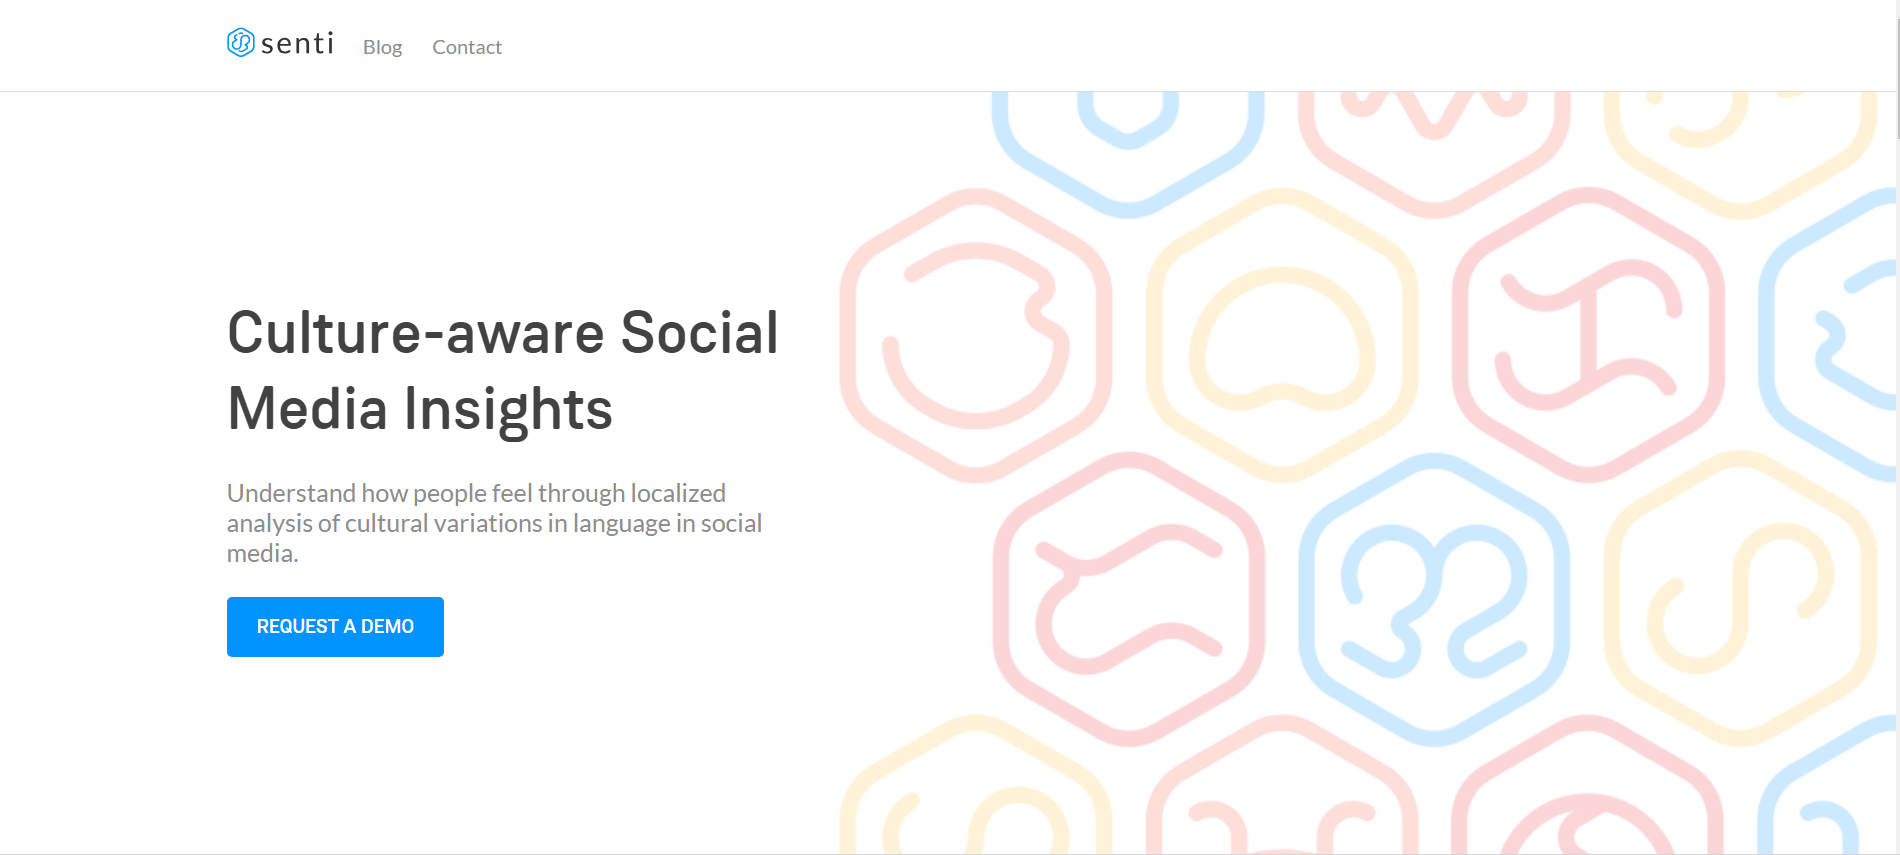 senti Blog Contact
Culture-aware Social
Media Insights
Understand how people feel through localized
analysis of cultural variations in language in social
media.
REQUEST A DEMO